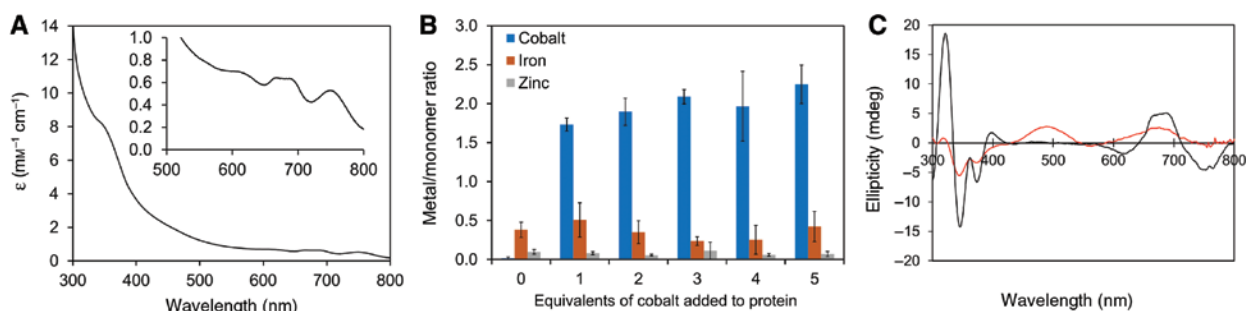 A
ε (mM⁻¹ cm⁻¹)
14
12
10
8
6
4
2
0
1.0
0.8
0.6
0.4
0.2
0.0
500 600 700 800
300 400 500 600 700 800
Wavelength (nm)
B
Metal/monomer ratio
3.0
2.5
2.0
1.5
1.0
0.5
0.0
Cobalt
Iron
Zinc
0 1 2 3 4 5
Equivalents of cobalt added to protein
C
Ellipticity (mdeg)
20
15
10
5
0
−5
−10
−15
−20
300 400 500 600 700 800
Wavelength (nm)